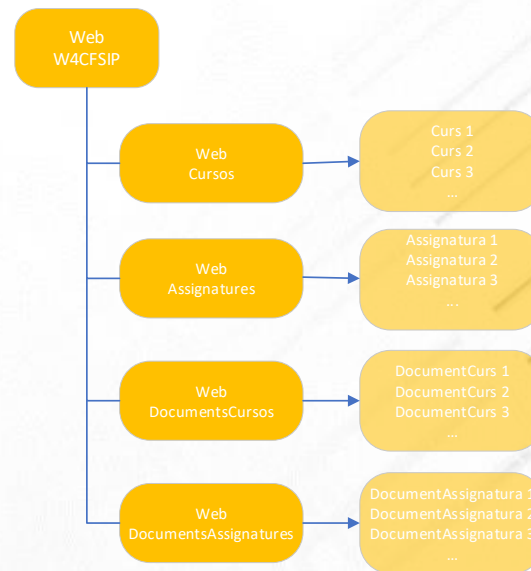 Web
W4CFSIP
Web
Cursos
Curs 1
Curs 2
Curs 3
...
Web
Assignatures
Assignatura 1
Assignatura 2
Assignatura 3
...
Web
DocumentsCursos
DocumentCurs 1
DocumentCurs 2
DocumentCurs 3
...
Web
DocumentsAssignatures
DocumentAssignatura 1
DocumentAssignatura 2
DocumentAssignatura 3
...